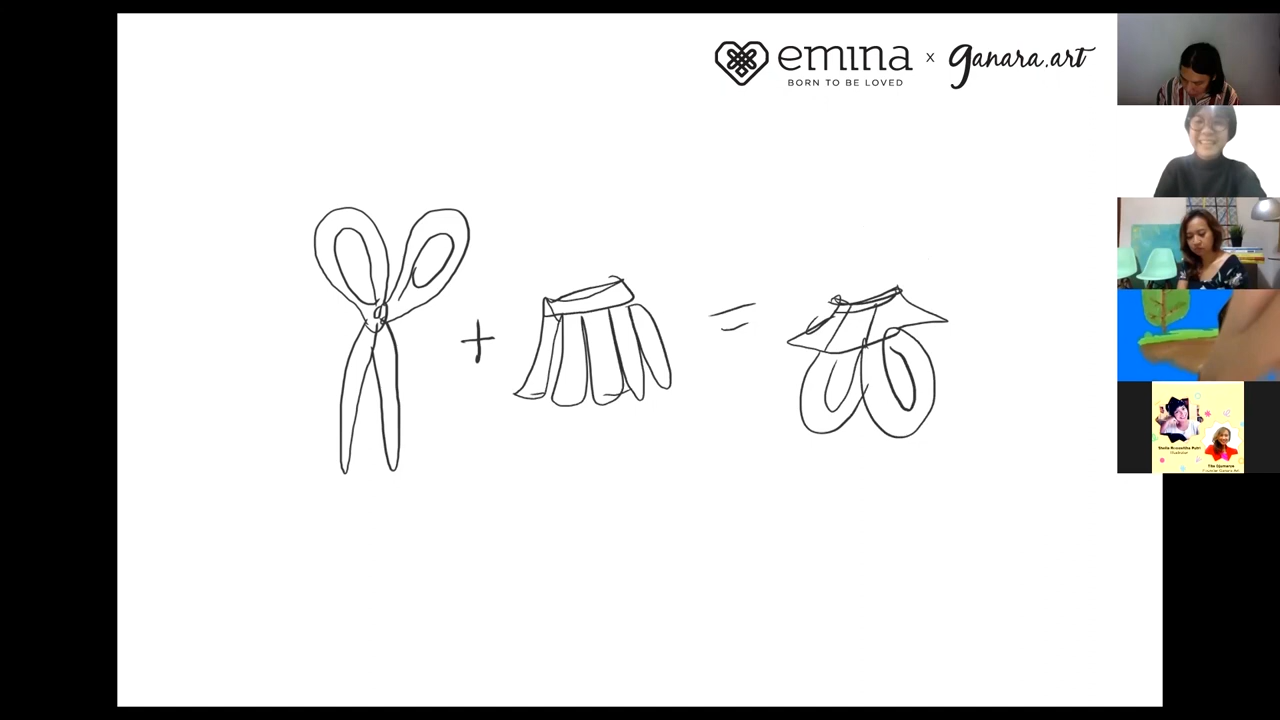 emina x ganara.art
BORN TO BE LOVED
+ =